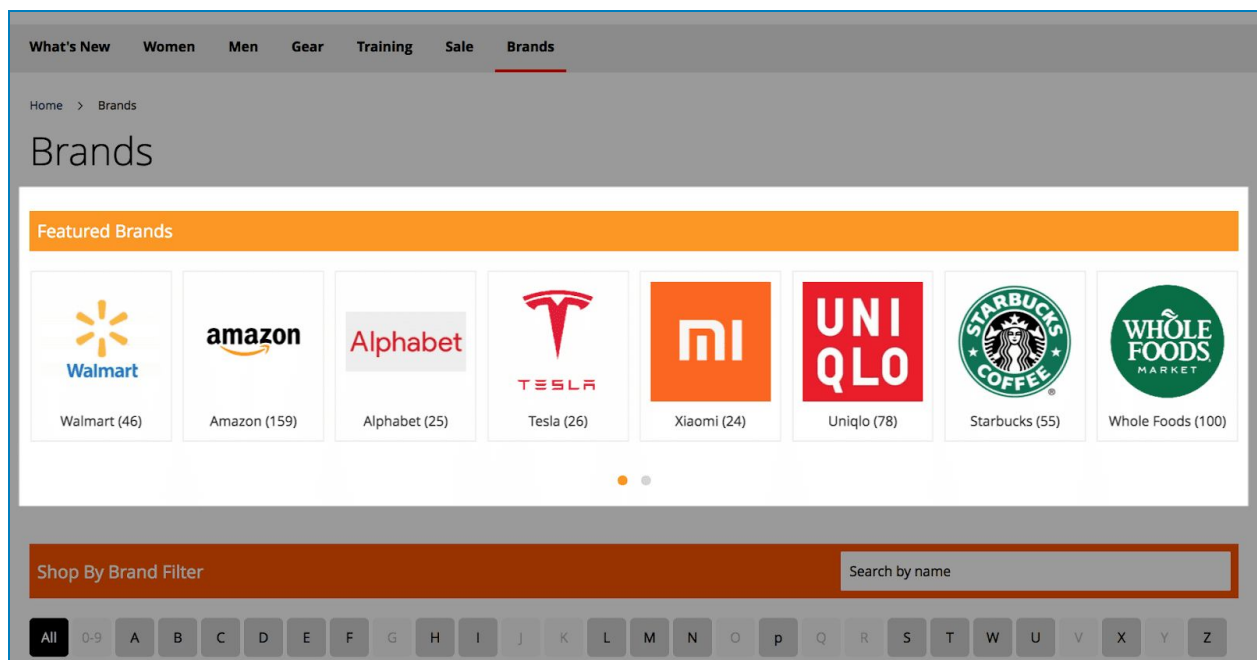 What's New Women Men Gear Training Sale Brands
Home > Brands
Brands
Featured Brands
Walmart
amazon
Alphabet
TESLA
mi
UNI
QLO
STARBUCKS
COFFEE
WHÕLE
FOODS
MARKET
Walmart (46) Amazon (159) Alphabet (25) Tesla (26) Xiaomi (24) Uniqlo (78) Starbucks (55) Whole Foods (100)
Shop By Brand Filter Search by name
All 0-9 A B C D E F G H I J K L M N O p Q R S T W U V X Y Z